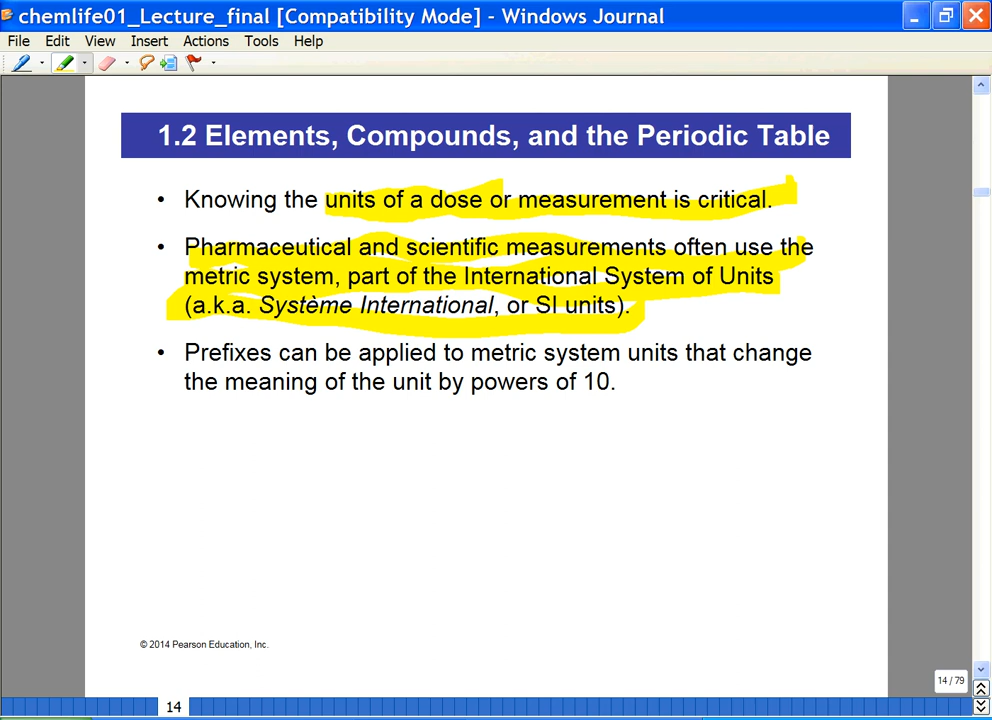 chemlife01_Lecture_final [Compatibility Mode] - Windows Journal
File Edit View Insert Actions Tools Help
1.2 Elements, Compounds, and the Periodic Table
• Knowing the units of a dose or measurement is critical.
• Pharmaceutical and scientific measurements often use the
metric system, part of the International System of Units
(a.k.a. Système International, or SI units).
• Prefixes can be applied to metric system units that change
the meaning of the unit by powers of 10.
© 2014 Pearson Education, Inc.
14 / 79
14